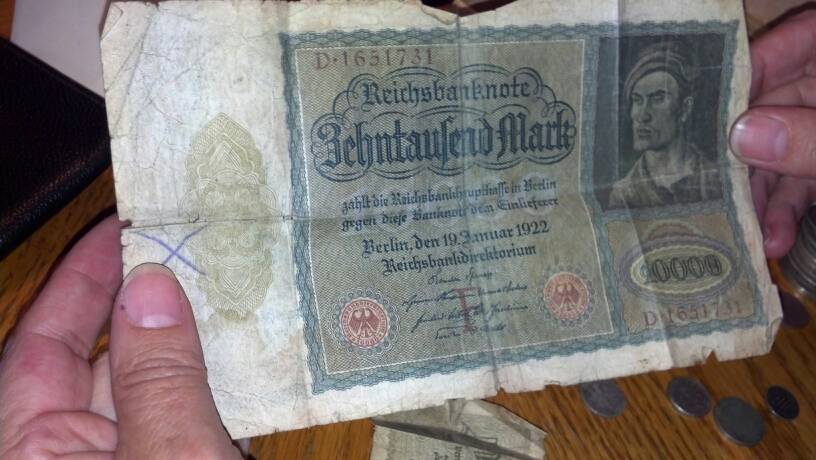 D·1651731
Reichsbanknote
Zehntausend Mark
zahlt die Reichsbankhauptkasse in Berlin
gegen diese Banknote dem Einlieferer
Berlin, den 19. Januar 1922
Reichsbankdirektorium
10000
D·1651731